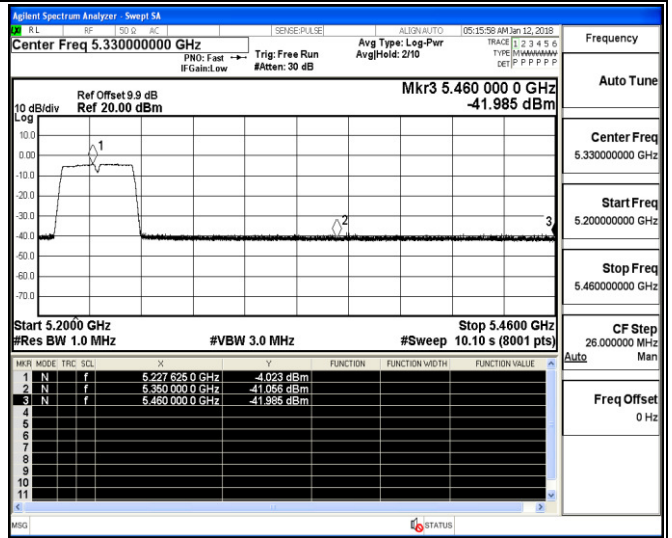 Agilent Spectrum Analyzer - Swept SA
RL RF 50 Ω AC SENSE:PULSE ALIGNAUTO 05:15:58 AM Jan 12, 2018
Center Freq 5.330000000 GHz
PNO: Fast
IFGain:Low
Trig: Free Run
#Atten: 30 dB
Avg Type: Log-Pwr
Avg|Hold: 2/10
TRACE 1 2 3 4 5 6
TYPE MWWWWW
DET P P P P P P
Ref Offset 9.9 dB
Ref 20.00 dBm
10 dB/div
Log
Mkr3 5.460 000 0 GHz
-41.985 dBm
10.0
0.00
-10.0
-20.0
-30.0
-40.0
-50.0
-60.0
-70.0
1
2
3
Start 5.2000 GHz Stop 5.4600 GHz
#Res BW 1.0 MHz #VBW 3.0 MHz #Sweep 10.10 s (8001 pts)
MKR MODE TRC SCL X Y FUNCTION FUNCTION WIDTH FUNCTION VALUE
1 N f 5.227 625 0 GHz -4.023 dBm
2 N f 5.350 000 0 GHz -41.056 dBm
3 N f 5.460 000 0 GHz -41.985 dBm
4
5
6
7
8
9
10
11
MSG STATUS
Frequency
Auto Tune
Center Freq
5.330000000 GHz
Start Freq
5.200000000 GHz
Stop Freq
5.460000000 GHz
CF Step
26.000000 MHz
Auto Man
Freq Offset
0 Hz